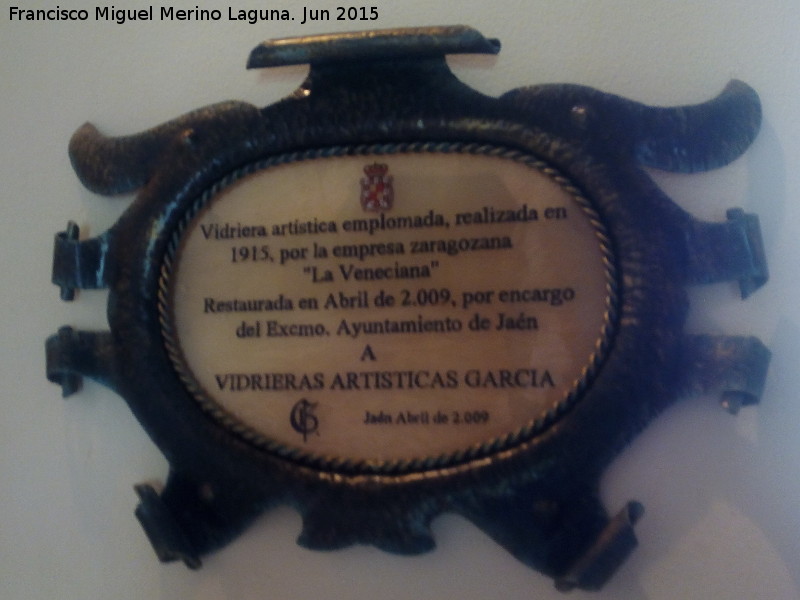 Francisco Miguel Merino Laguna. Jun 2015
Vidriera artística emplomada, realizada en
1915, por la empresa zaragozana
"La Veneciana"
Restaurada en Abril de 2.009, por encargo
del Excmo. Ayuntamiento de Jaén
A
VIDRIERAS ARTISTICAS GARCIA
Jaén Abril de 2.009